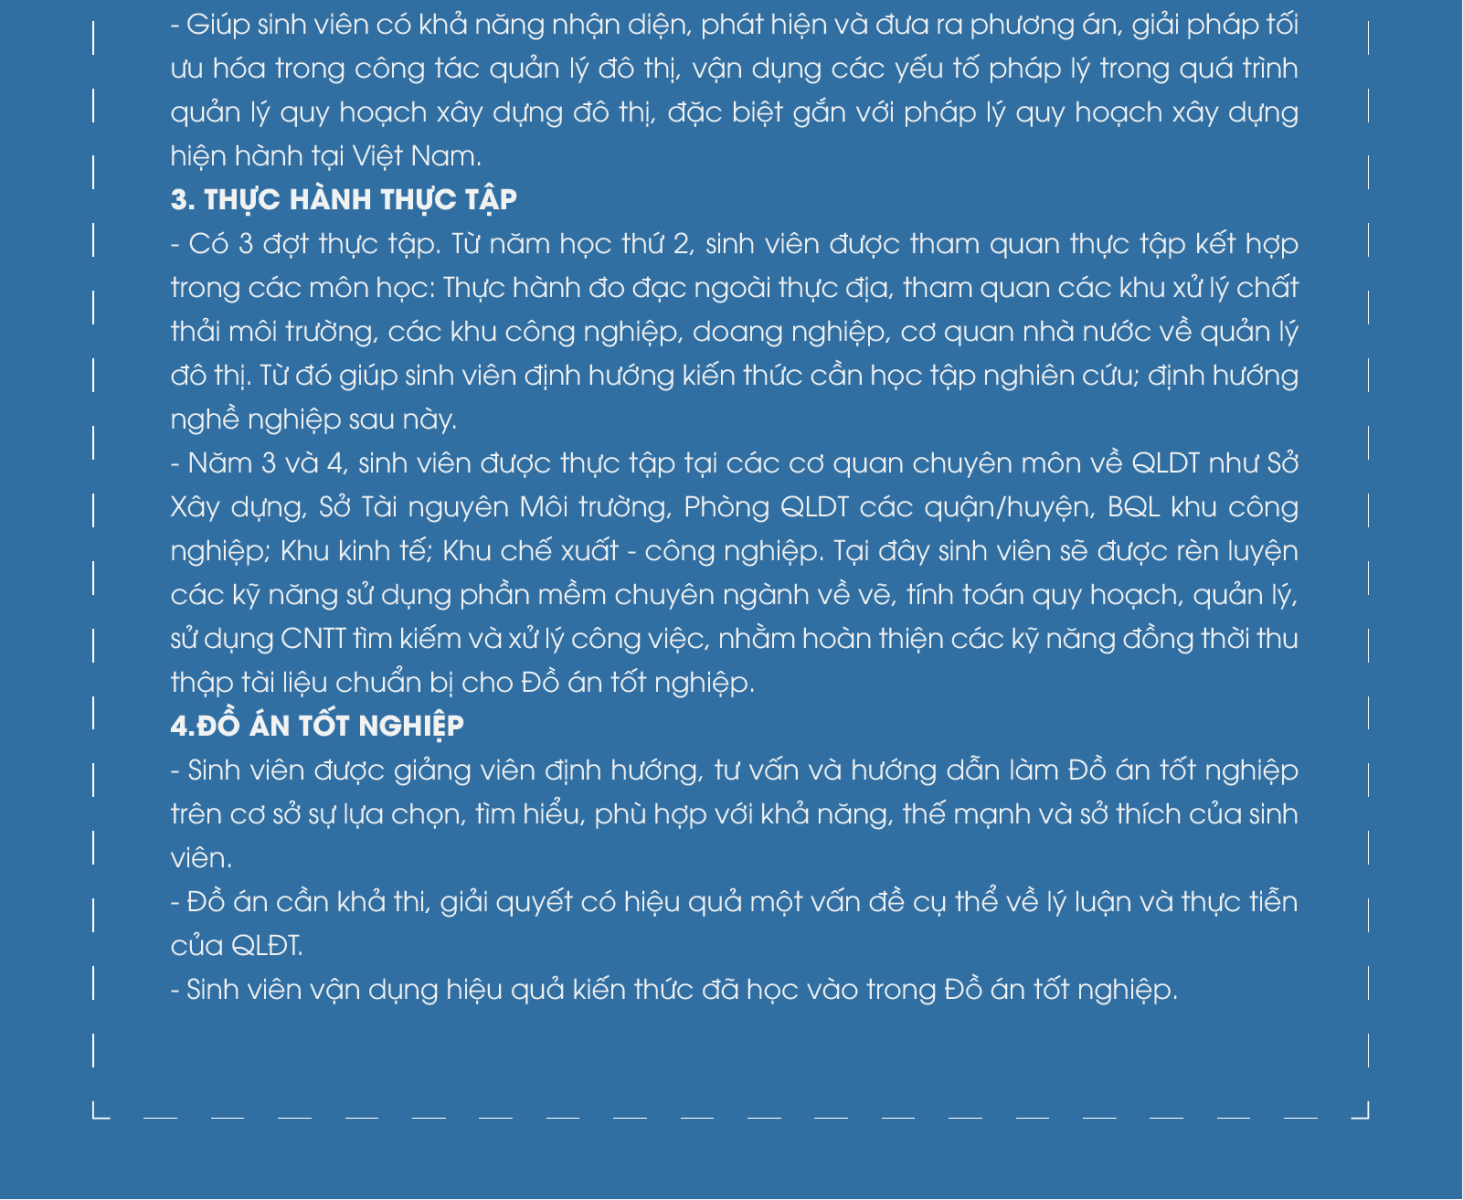 - Giúp sinh viên có khả năng nhận diện, phát hiện và đưa ra phương án, giải pháp tối
ưu hóa trong công tác quản lý đô thị, vận dụng các yếu tố pháp lý trong quá trình
quản lý quy hoạch xây dựng đô thị, đặc biệt gắn với pháp lý quy hoạch xây dựng
hiện hành tại Việt Nam.
3. THỰC HÀNH THỰC TẬP
- Có 3 đợt thực tập. Từ năm học thứ 2, sinh viên được tham quan thực tập kết hợp
trong các môn học: Thực hành đo đạc ngoài thực địa, tham quan các khu xử lý chất
thải môi trường, các khu công nghiệp, doang nghiệp, cơ quan nhà nước về quản lý
đô thị. Từ đó giúp sinh viên định hướng kiến thức cần học tập nghiên cứu; định hướng
nghề nghiệp sau này.
- Năm 3 và 4, sinh viên được thực tập tại các cơ quan chuyên môn về QLDT như Sở
Xây dựng, Sở Tài nguyên Môi trường, Phòng QLDT các quận/huyện, BQL khu công
nghiệp; Khu kinh tế; Khu chế xuất - công nghiệp. Tại đây sinh viên sẽ được rèn luyện
các kỹ năng sử dụng phần mềm chuyên ngành về vẽ, tính toán quy hoạch, quản lý,
sử dụng CNTT tìm kiếm và xử lý công việc, nhằm hoàn thiện các kỹ năng đồng thời thu
thập tài liệu chuẩn bị cho Đồ án tốt nghiệp.
4.ĐỒ ÁN TỐT NGHIỆP
- Sinh viên được giảng viên định hướng, tư vấn và hướng dẫn làm Đồ án tốt nghiệp
trên cơ sở sự lựa chọn, tìm hiểu, phù hợp với khả năng, thế mạnh và sở thích của sinh
viên.
- Đồ án cần khả thi, giải quyết có hiệu quả một vấn đề cụ thể về lý luận và thực tiễn
của QLĐT.
- Sinh viên vận dụng hiệu quả kiến thức đã học vào trong Đồ án tốt nghiệp.